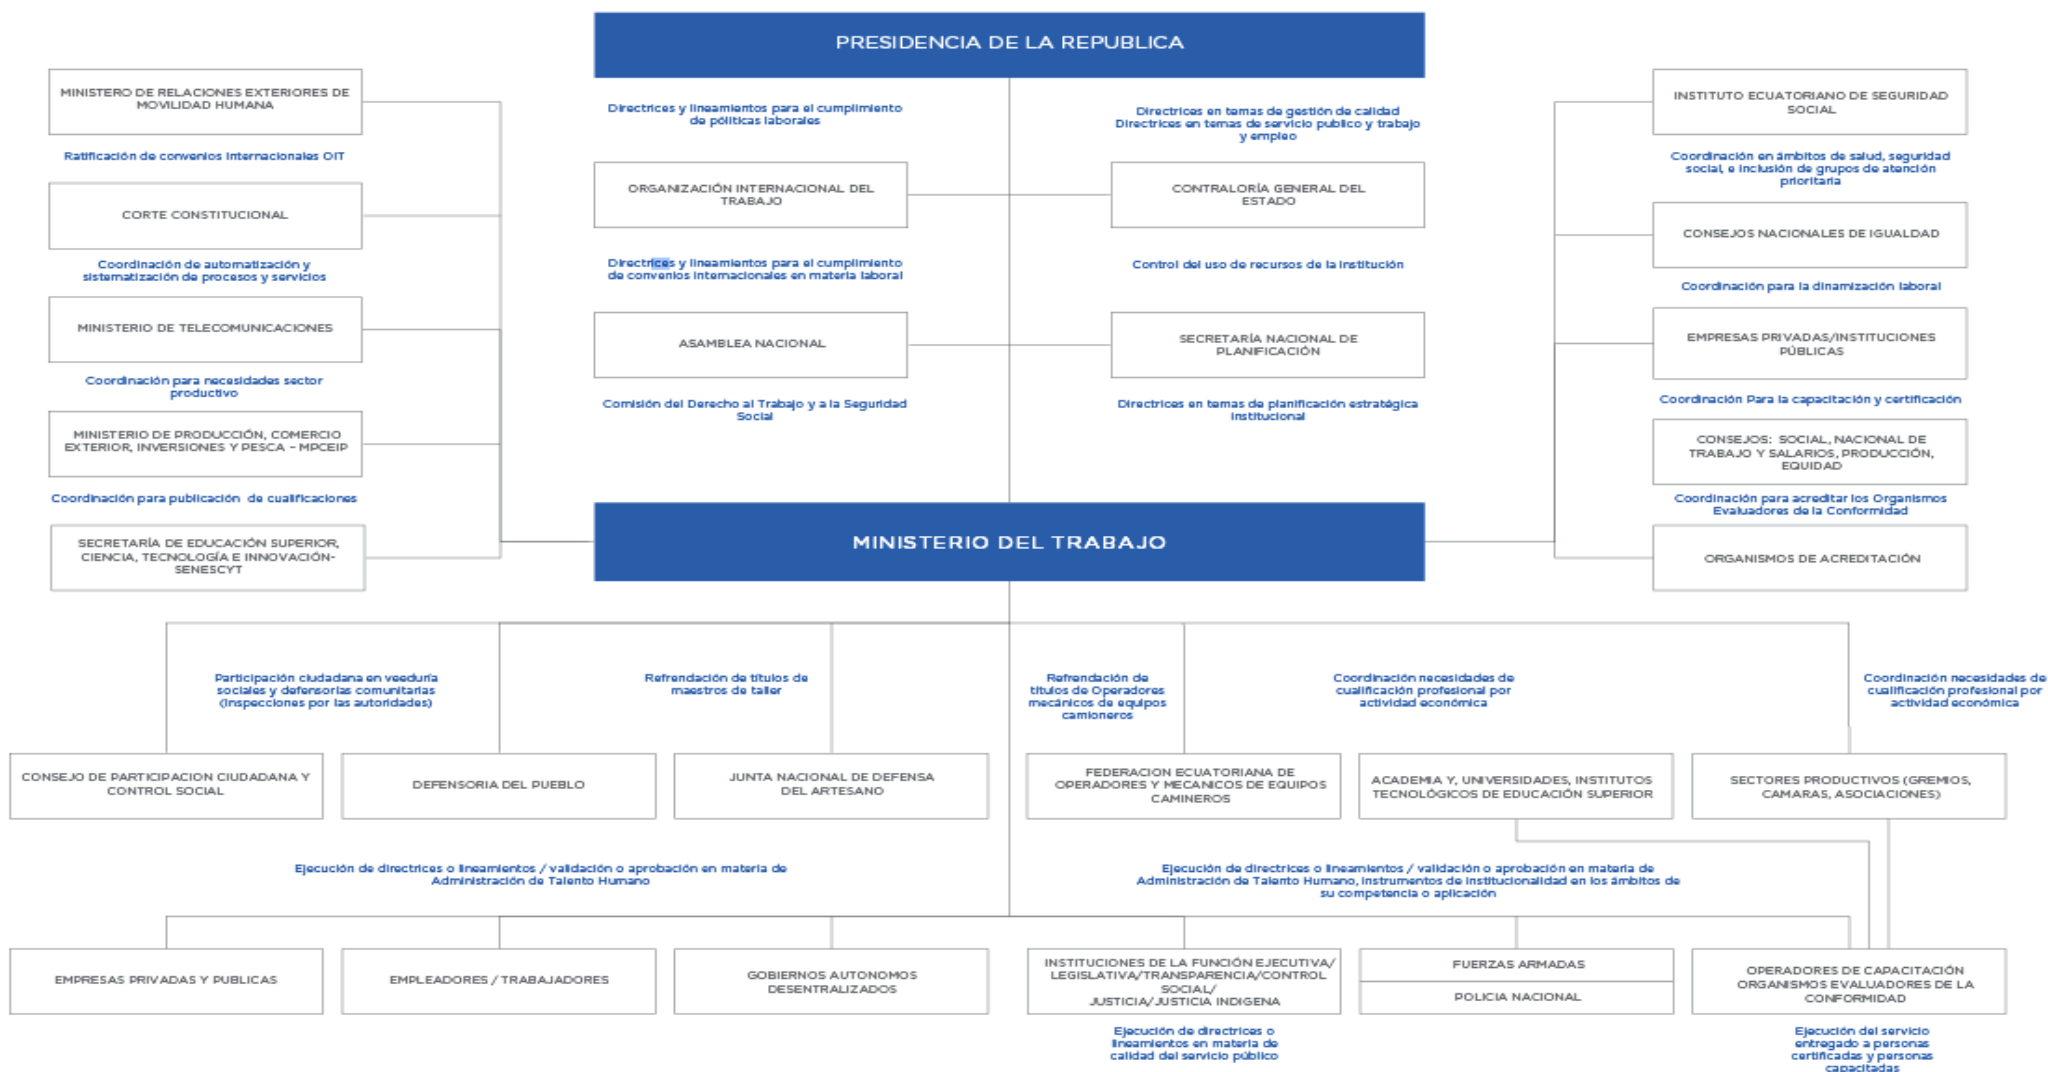 PRESIDENCIA DE LA REPUBLICA
MINISTERO DE RELACIONES EXTERIORES DE
MOVILIDAD HUMANA
Ratificación de convenios internacionales OIT
CORTE CONSTITUCIONAL
Coordinación de automatización y
sistematización de procesos y servicios
MINISTERIO DE TELECOMUNICACIONES
Coordinación para necesidades sector
productivo
MINISTERIO DE PRODUCCIÓN, COMERCIO
EXTERIOR, INVERSIONES Y PESCA - MPCEIP
Coordinación para publicación de cualificaciones
SECRETARÍA DE EDUCACIÓN SUPERIOR,
CIENCIA, TECNOLOGÍA E INNOVACIÓN-
SENESCYT
Directrices y lineamientos para el cumplimiento
de póliticas laborales
ORGANIZACIÓN INTERNACIONAL DEL
TRABAJO
Directrices y lineamientos para el cumplimiento
de convenios internacionales en materia laboral
ASAMBLEA NACIONAL
Comisión del Derecho al Trabajo y a la Seguridad
Social
Directrices en temas de gestión de calidad
Directrices en temas de servicio publico y trabajo
y empleo
CONTRALORÍA GENERAL DEL
ESTADO
Control del uso de recursos de la institución
SECRETARÍA NACIONAL DE
PLANIFICACIÓN
Directrices en temas de planificación estratégica
institucional
INSTITUTO ECUATORIANO DE SEGURIDAD
SOCIAL
Coordinación en ámbitos de salud, seguridad
social, e inclusión de grupos de atención
prioritaria
CONSEJOS NACIONALES DE IGUALDAD
Coordinación para la dinamización laboral
EMPRESAS PRIVADAS/INSTITUCIONES
PÚBLICAS
Coordinación Para la capacitación y certificación
CONSEJOS: SOCIAL, NACIONAL DE
TRABAJO Y SALARIOS, PRODUCCIÓN,
EQUIDAD
Coordinación para acreditar los Organismos
Evaluadores de la Conformidad
ORGANISMOS DE ACREDITACIÓN
MINISTERIO DEL TRABAJO
Participación ciudadana en veeduría
sociales y defensorías comunitarias
(Inspecciones por las autoridades)
Refrendación de títulos de
maestros de taller
Refrendación de
títulos de Operadores
mecánicos de equipos
camioneros
Coordinación necesidades de
cualificación profesional por
actividad económica
Coordinación necesidades de
cualificación profesional por
actividad económica
CONSEJO DE PARTICIPACION CIUDADANA Y
CONTROL SOCIAL
DEFENSORIA DEL PUEBLO
JUNTA NACIONAL DE DEFENSA
DEL ARTESANO
FEDERACION ECUATORIANA DE
OPERADORES Y MECANICOS DE EQUIPOS
CAMINEROS
ACADEMIA Y, UNIVERSIDADES, INSTITUTOS
TECNOLÓGICOS DE EDUCACIÓN SUPERIOR
SECTORES PRODUCTIVOS (GREMIOS,
CAMARAS, ASOCIACIONES)
Ejecución de directrices o lineamientos / validación o aprobación en materia de
Administración de Talento Humano
Ejecución de directrices o lineamientos / validación o aprobación en materia de
Administración de Talento Humano, instrumentos de institucionalidad en los ámbitos de
su competencia o aplicación
EMPRESAS PRIVADAS Y PUBLICAS
EMPLEADORES / TRABAJADORES
GOBIERNOS AUTONOMOS
DESENTRALIZADOS
INSTITUCIONES DE LA FUNCIÓN EJECUTIVA/
LEGISLATIVA/TRANSPARENCIA/CONTROL
SOCIAL/
JUSTICIA/JUSTICIA INDIGENA
FUERZAS ARMADAS
POLICIA NACIONAL
OPERADORES DE CAPACITACIÓN
ORGANISMOS EVALUADORES DE LA
CONFORMIDAD
Ejecución de directrices o
lineamientos en materia de
calidad del servicio público
Ejecución del servicio
entregado a personas
certificadas y personas
capacitadas